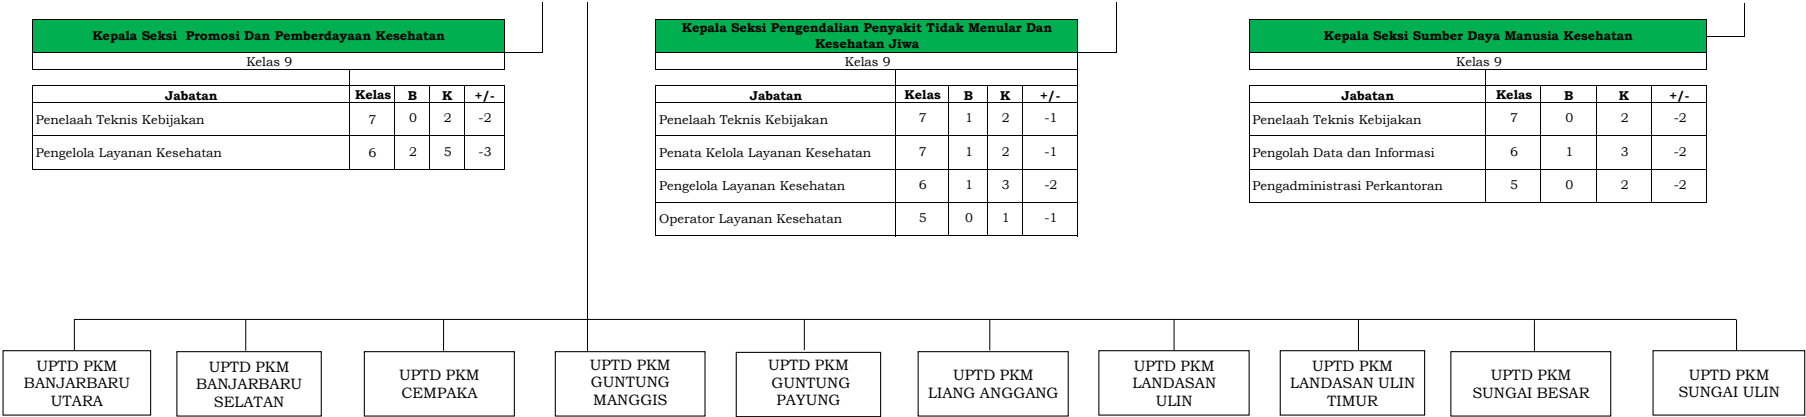 Kepala Seksi  Promosi Dan Pemberdayaan Kesehatan
Kelas 9
Jabatan Kelas B K +/-
Penelaah Teknis Kebijakan 7 0 2 -2
Pengelola Layanan Kesehatan 6 2 5 -3
Kepala Seksi Pengendalian Penyakit Tidak Menular Dan
Kesehatan Jiwa
Kelas 9
Jabatan Kelas B K +/-
Penelaah Teknis Kebijakan 7 1 2 -1
Penata Kelola Layanan Kesehatan 7 1 2 -1
Pengelola Layanan Kesehatan 6 1 3 -2
Operator Layanan Kesehatan 5 0 1 -1
Kepala Seksi Sumber Daya Manusia Kesehatan
Kelas 9
Jabatan Kelas B K +/-
Penelaah Teknis Kebijakan 7 0 2 -2
Pengolah Data dan Informasi 6 1 3 -2
Pengadministrasi Perkantoran 5 0 2 -2
UPTD PKM
BANJARBARU
UTARA
UPTD PKM
BANJARBARU
SELATAN
UPTD PKM
CEMPAKA
UPTD PKM
GUNTUNG
MANGGIS
UPTD PKM
GUNTUNG
PAYUNG
UPTD PKM
LIANG ANGGANG
UPTD PKM
LANDASAN
ULIN
UPTD PKM
LANDASAN ULIN
TIMUR
UPTD PKM
SUNGAI BESAR
UPTD PKM
SUNGAI ULIN